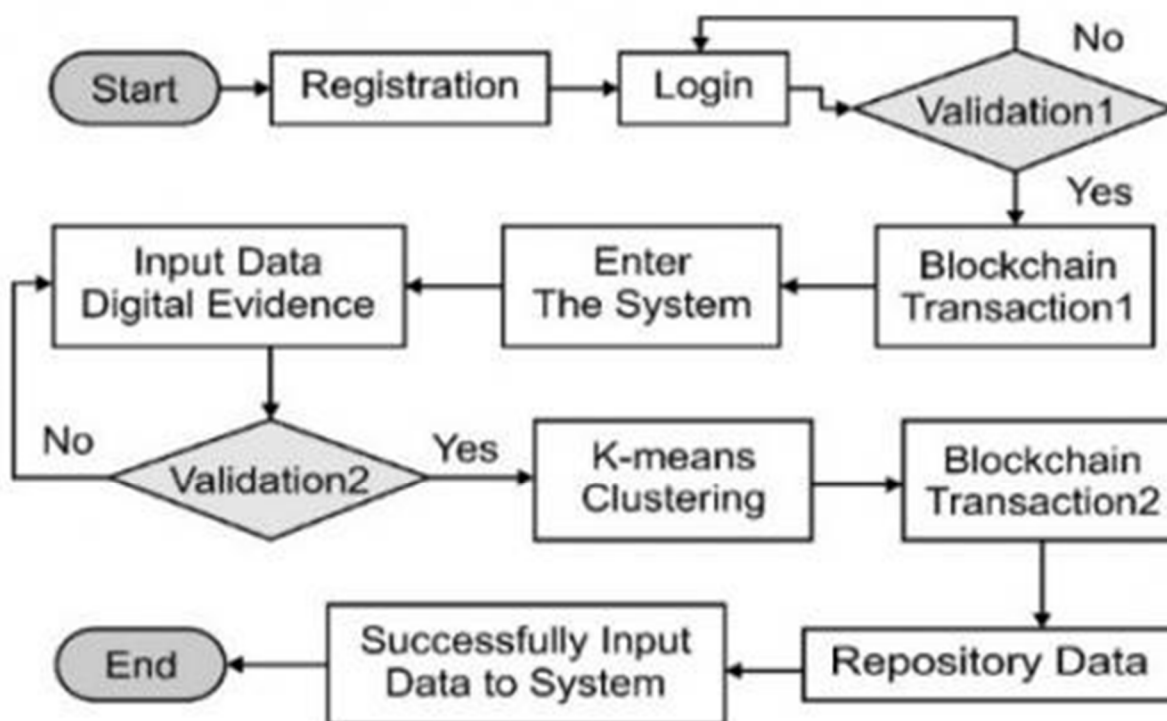 Start
Registration
Login
No
Validation1
Yes
Blockchain
Transaction1
Enter
The System
Input Data
Digital Evidence
No
Validation2
Yes
K-means
Clustering
Blockchain
Transaction2
Repository Data
Successfully Input
Data to System
End